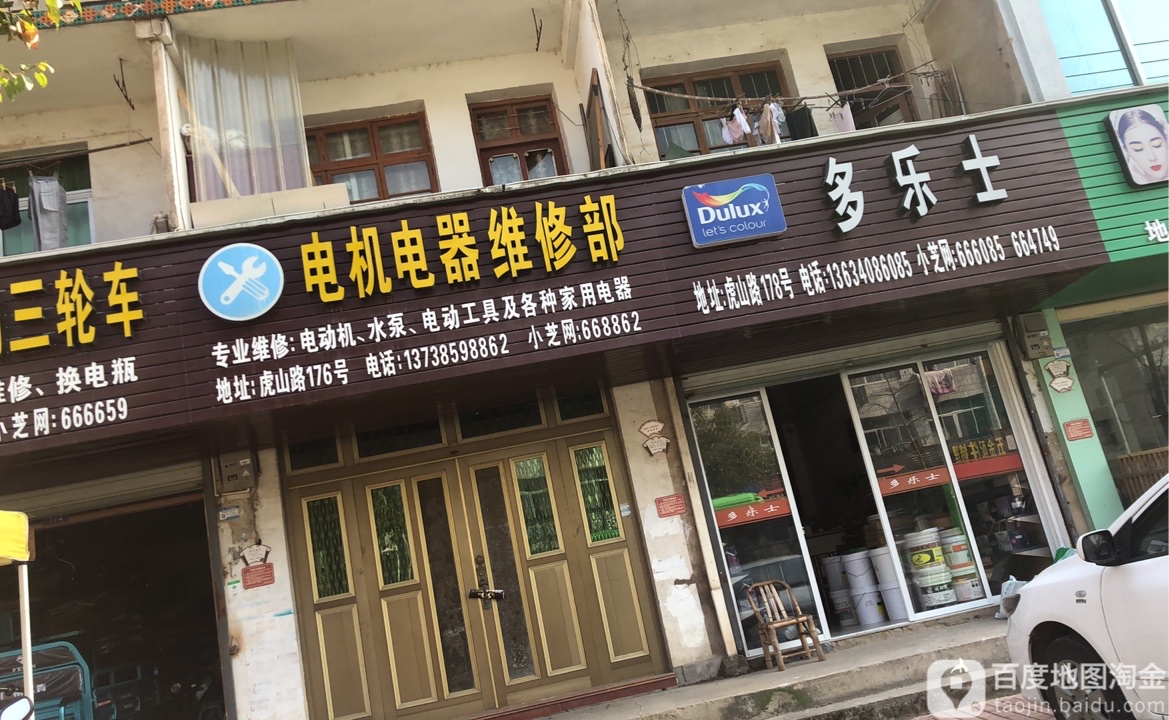 三轮车
修、换电瓶
小芝网:666659
电机电器维修部
专业维修:电动机、水泵、电动工具及各种家用电器
地址:虎山路176号 电话:13738598862 小芝网:668862
Dulux
let's colour
多乐士
地址:虎山路178号 电话:13634086085 小芝网:666085 664749
地
多乐士
多乐士
百度地图淘金
taojin.baidu.com